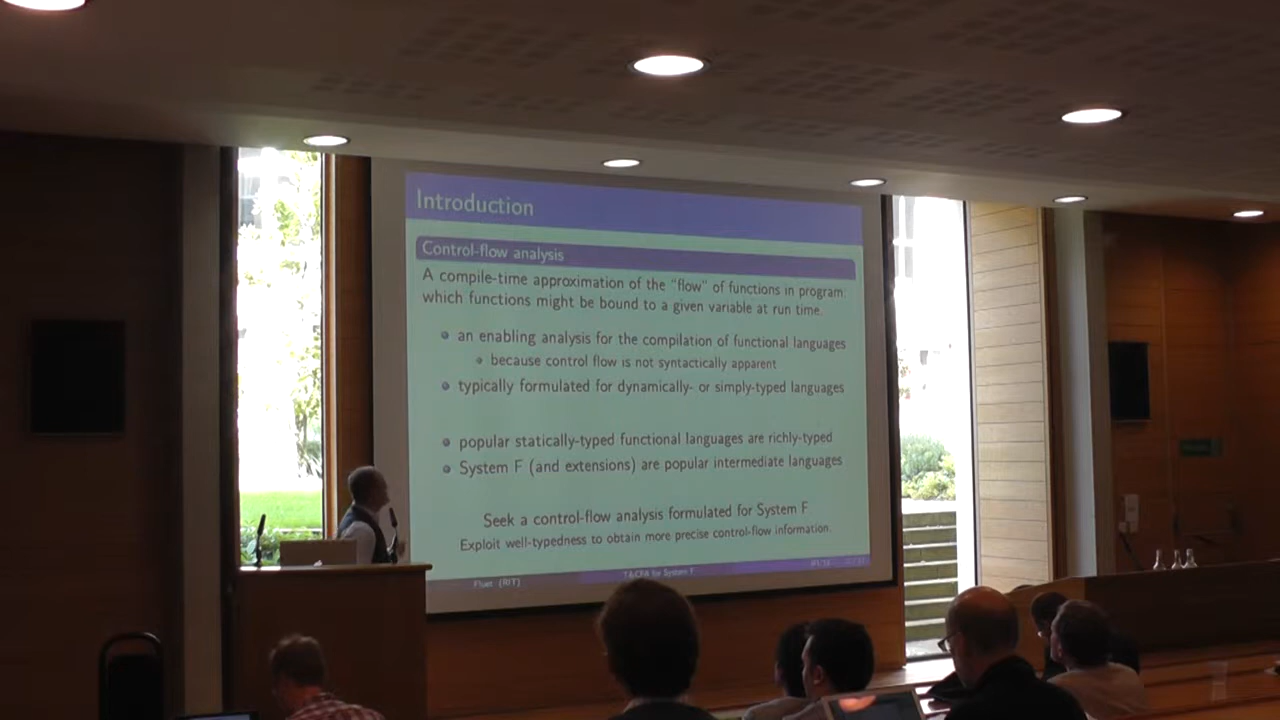 Introduction
Control-flow analysis
A compile-time approximation of the "flow" of functions in program:
which functions might be bound to a given variable at run time.
an enabling analysis for the compilation of functional languages
because control flow is not syntactically apparent
typically formulated for dynamically- or simply-typed languages
popular statically-typed functional languages are richly-typed
System F (and extensions) are popular intermediate languages
Seek a control-flow analysis formulated for System F.
Exploit well-typedness to obtain more precise control-flow information.
Fluet (RIT)
TCFA for System F